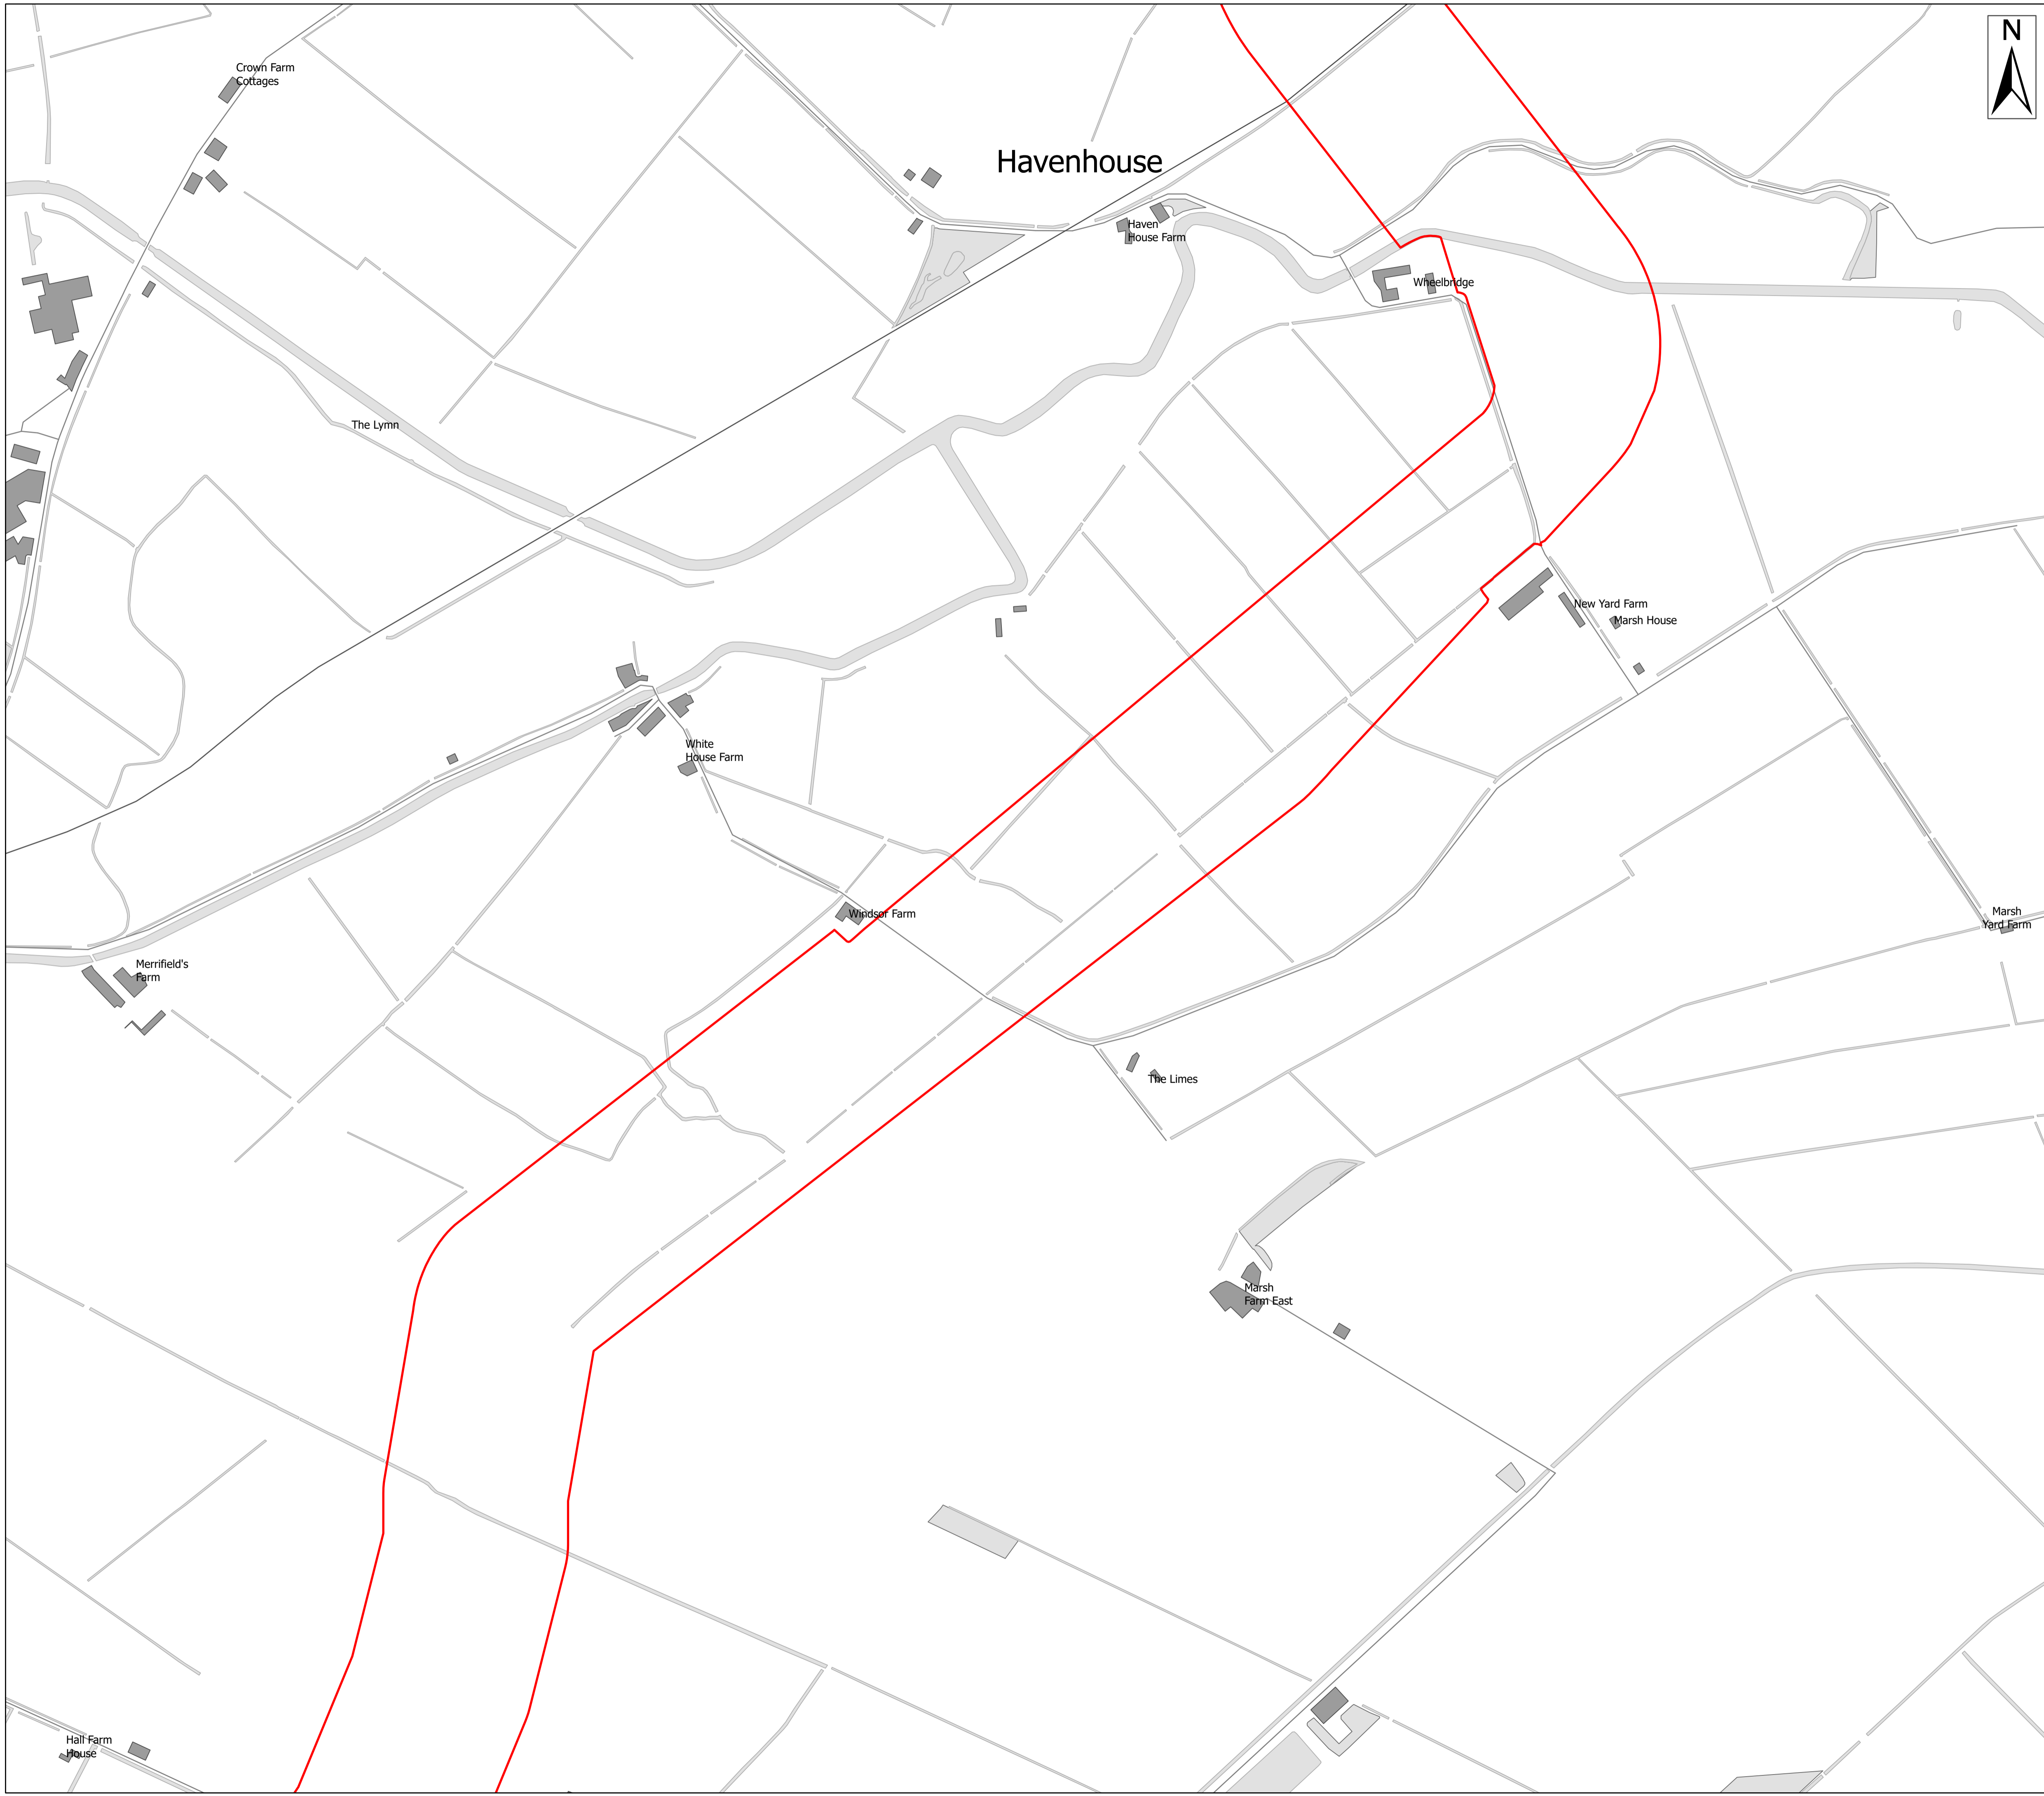 N
Crown Farm
Cottages
Havenhouse
Haven
House Farm
Wheelbridge
The Lymn
New Yard Farm
Marsh House
White
House Farm
Windsor Farm
Marsh
Yard Farm
Merrifield's
Farm
The Limes
Marsh
Farm East
Hall Farm
House